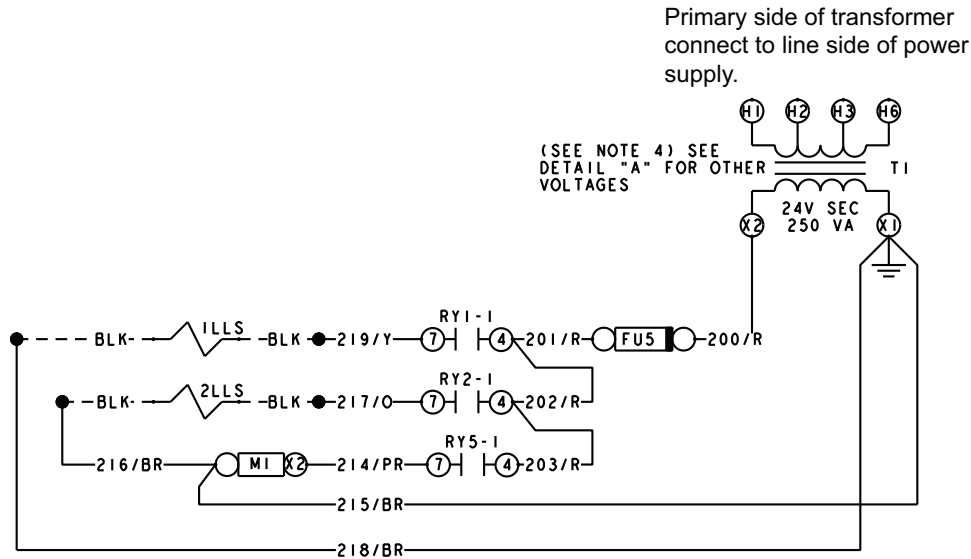 Primary side of transformer
connect to line side of power
supply.
H1 H2 H3 H6
(SEE NOTE 4) SEE
DETAIL "A" FOR OTHER
VOLTAGES
T1
24V SEC
250 VA
X2 X1
RY1-1
BLK 1LLS BLK 219/Y 7 4 201/R FU5 200/R
RY2-1
BLK 2LLS BLK 217/O 7 4 202/R
RY5-1
216/BR M1 X2 214/PR 7 4 203/R
215/BR
218/BR